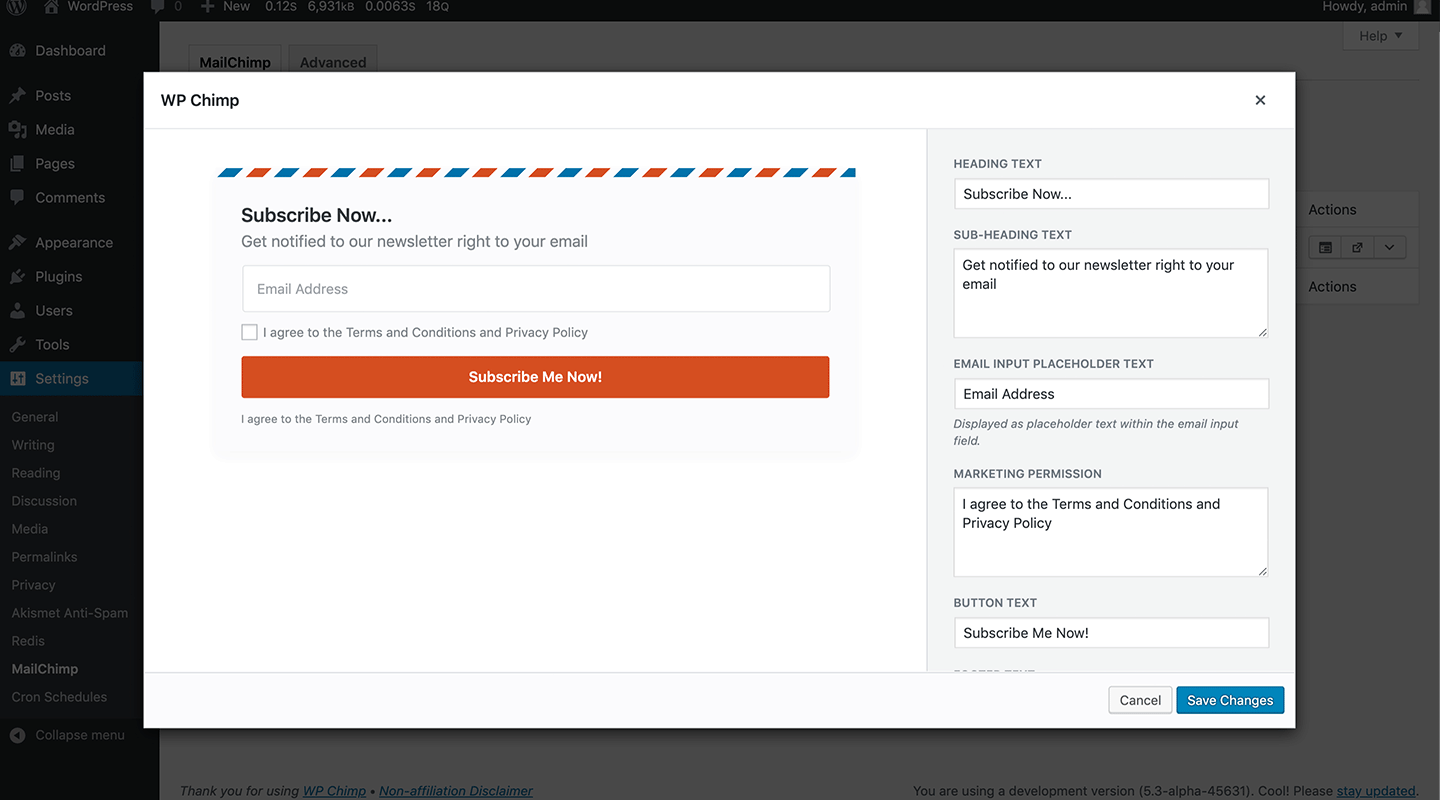 WordPress 0 New 0.12s 6,931kB 0.0063s 18Q Howdy, admin
Help
Dashboard
Posts
Media
Pages
Comments
Appearance
Plugins
Users
Tools
Settings
General
Writing
Reading
Discussion
Media
Permalinks
Privacy
Akismet Anti-Spam
Redis
MailChimp
Cron Schedules
Collapse menu
MailChimp Advanced
WP Chimp
Subscribe Now...
Get notified to our newsletter right to your email
Email Address
I agree to the Terms and Conditions and Privacy Policy
Subscribe Me Now!
I agree to the Terms and Conditions and Privacy Policy
HEADING TEXT
Subscribe Now...
SUB-HEADING TEXT
Get notified to our newsletter right to your
email
EMAIL INPUT PLACEHOLDER TEXT
Email Address
Displayed as placeholder text within the email input
field.
MARKETING PERMISSION
I agree to the Terms and Conditions and
Privacy Policy
BUTTON TEXT
Subscribe Me Now!
Cancel
Save Changes
Actions
Actions
Thank you for using WP Chimp • Non-affiliation Disclaimer
You are using a development version (5.3-alpha-45631). Cool! Please stay updated.